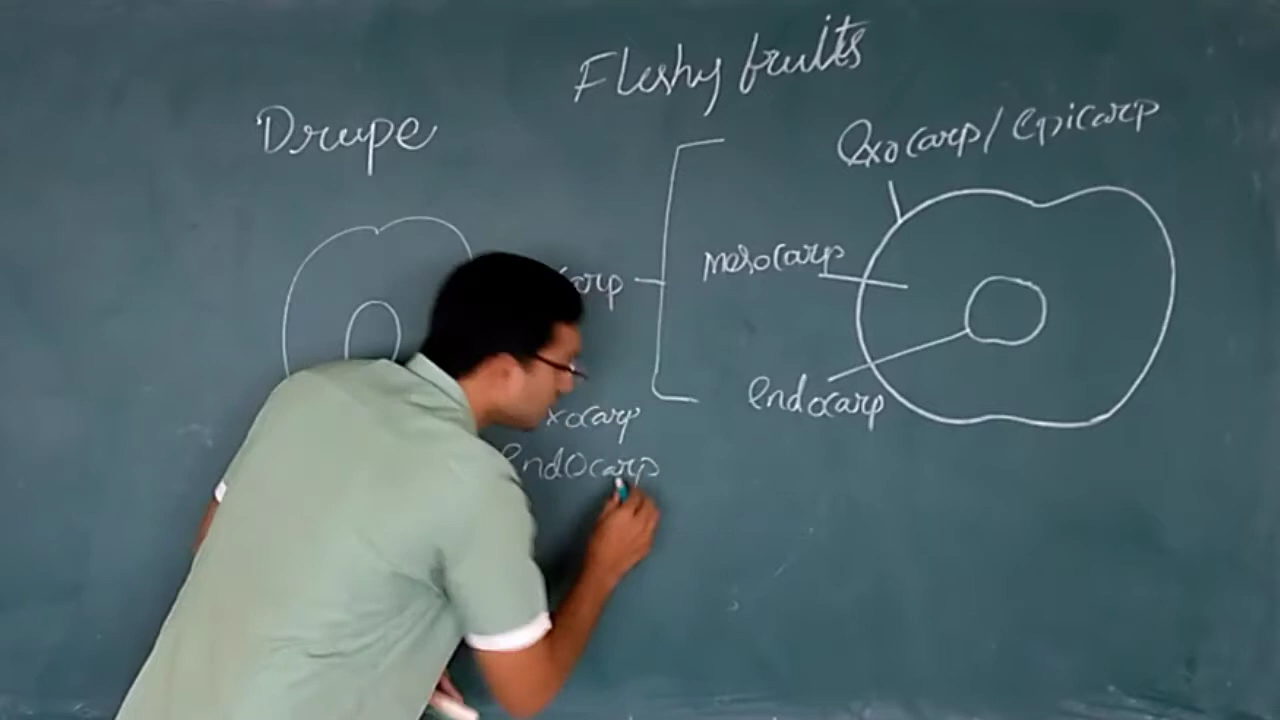 Fleshy fruits
Drupe
Exocarp/Epicarp
mesocarp
endocarp
endocarp